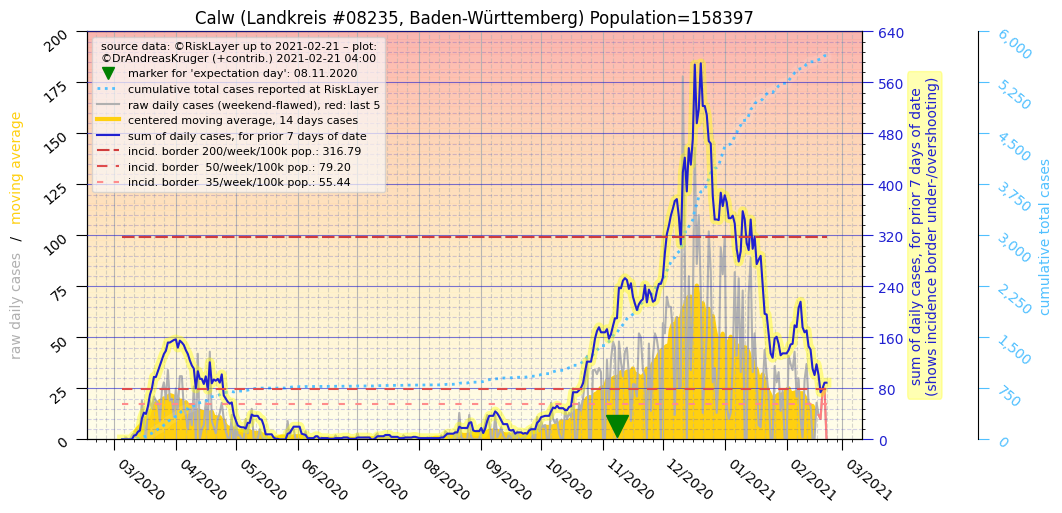 Calw (Landkreis #08235, Baden-Württemberg) Population=158397
source data: ©RiskLayer up to 2021-02-21 – plot:
©DrAndreasKruger (+contrib.) 2021-02-21 04:00
marker for 'expectation day': 08.11.2020
cumulative total cases reported at RiskLayer
raw daily cases (weekend-flawed), red: last 5
centered moving average, 14 days cases
sum of daily cases, for prior 7 days of date
incid. border 200/week/100k pop.: 316.79
incid. border  50/week/100k pop.: 79.20
incid. border  35/week/100k pop.: 55.44
raw daily cases / moving average
200
175
150
125
100
75
50
25
0
03/2020
04/2020
05/2020
06/2020
07/2020
08/2020
09/2020
10/2020
11/2020
12/2020
01/2021
02/2021
03/2021
640
560
480
400
320
240
160
80
0
sum of daily cases, for prior 7 days of date
(shows incidence border under-/overshooting)
6,000
5,250
4,500
3,750
3,000
2,250
1,500
750
0
cumulative total cases